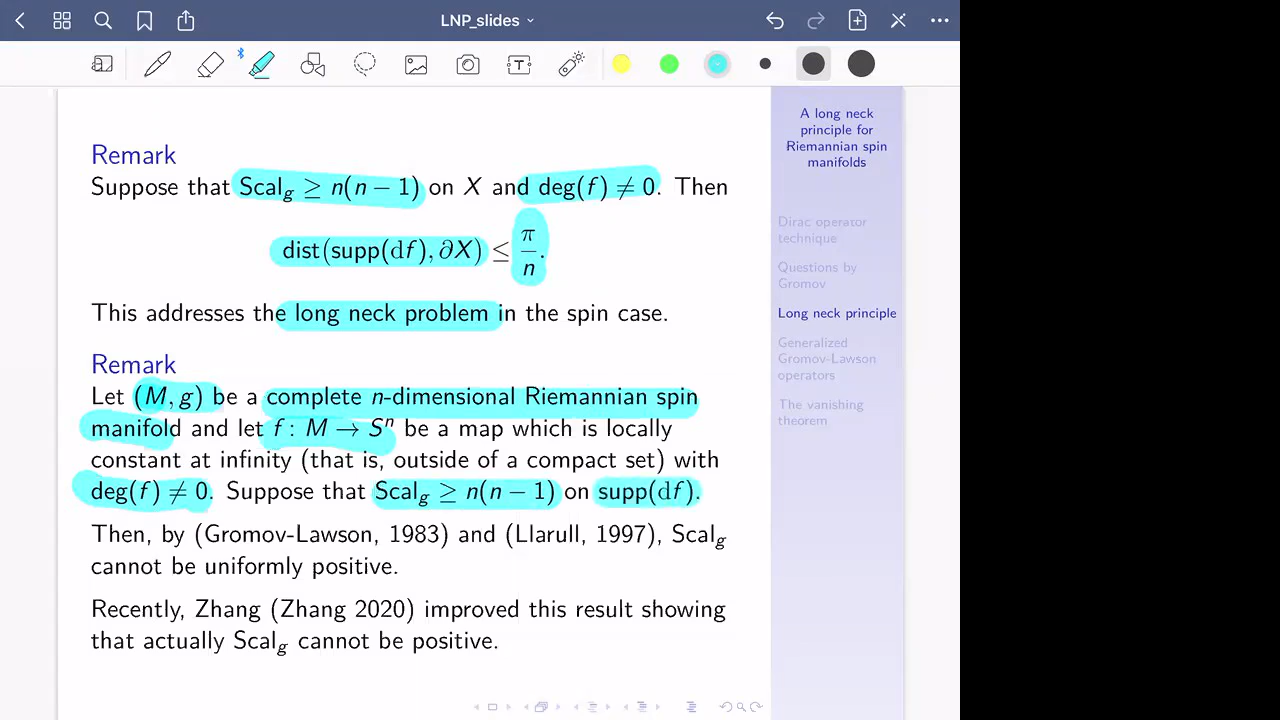 LNP_slides
Remark
Suppose that Scal_g ≥ n(n − 1) on X and deg(f) ≠ 0. Then
dist(supp(df), ∂X) ≤ π/n.
This addresses the long neck problem in the spin case.
Remark
Let (M, g) be a complete n-dimensional Riemannian spin
manifold and let f : M → Sⁿ be a map which is locally
constant at infinity (that is, outside of a compact set) with
deg(f) ≠ 0. Suppose that Scal_g ≥ n(n − 1) on supp(df).
Then, by (Gromov-Lawson, 1983) and (Llarull, 1997), Scal_g
cannot be uniformly positive.
Recently, Zhang (Zhang 2020) improved this result showing
that actually Scal_g cannot be positive.
A long neck
principle for
Riemannian spin
manifolds
Dirac operator
technique
Questions by
Gromov
Long neck principle
Generalized
Gromov-Lawson
operators
The vanishing
theorem